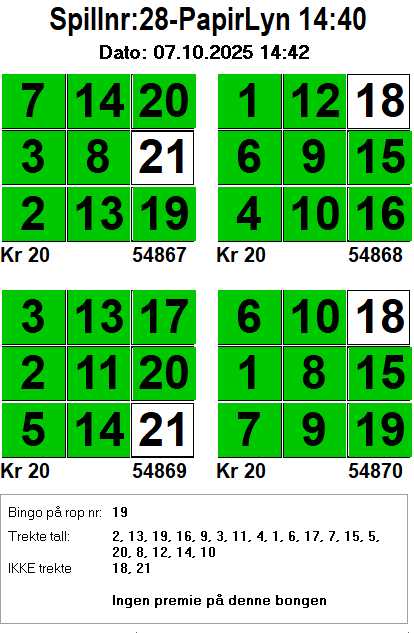 Spillnr:28-PapirLyn 14:40
Dato: 07.10.2025 14:42
7 14 20
3 8 21
2 13 19
Kr 20 54867
1 12 18
6 9 15
4 10 16
Kr 20 54868
3 13 17
2 11 20
5 14 21
Kr 20 54869
6 10 18
1 8 15
7 9 19
Kr 20 54870
Bingo på rop nr: 19
Trekte tall: 2, 13, 19, 16, 9, 3, 11, 4, 1, 6, 17, 7, 15, 5,
20, 8, 12, 14, 10
IKKE trekte 18, 21
Ingen premie på denne bongen